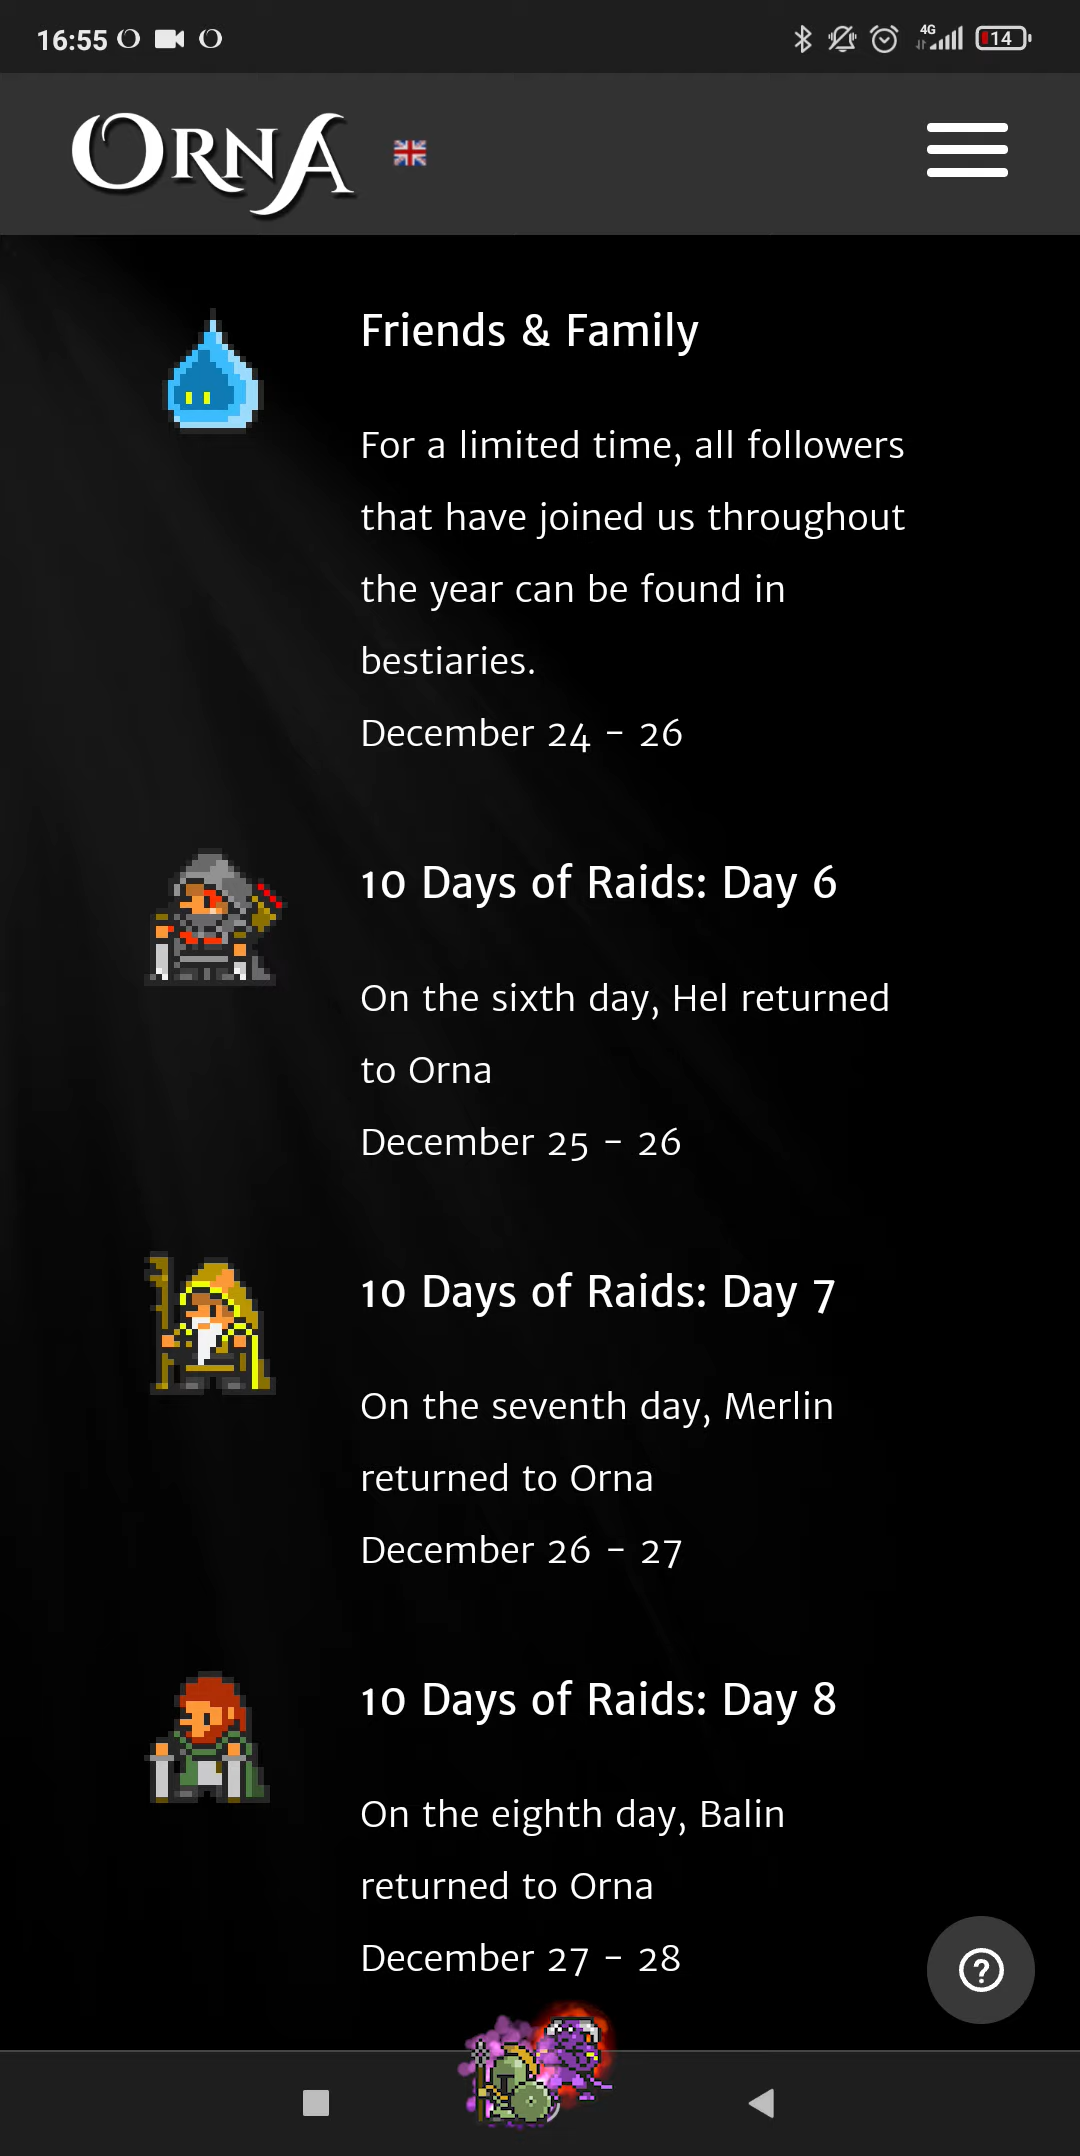 16:55
4G
14
ORNA
Friends & Family
For a limited time, all followers
that have joined us throughout
the year can be found in
bestiaries.
December 24 - 26
10 Days of Raids: Day 6
On the sixth day, Hel returned
to Orna
December 25 - 26
10 Days of Raids: Day 7
On the seventh day, Merlin
returned to Orna
December 26 - 27
10 Days of Raids: Day 8
On the eighth day, Balin
returned to Orna
December 27 - 28
?